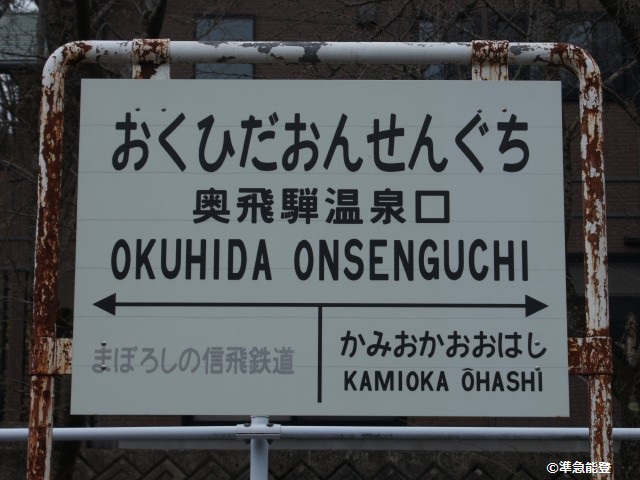 おくひだおんせんぐち
奥飛騨温泉口
OKUHIDA ONSENGUCHI
まぼろしの信飛鉄道
かみおかおおはし
KAMIOKA ŌHASHI
©準急能登